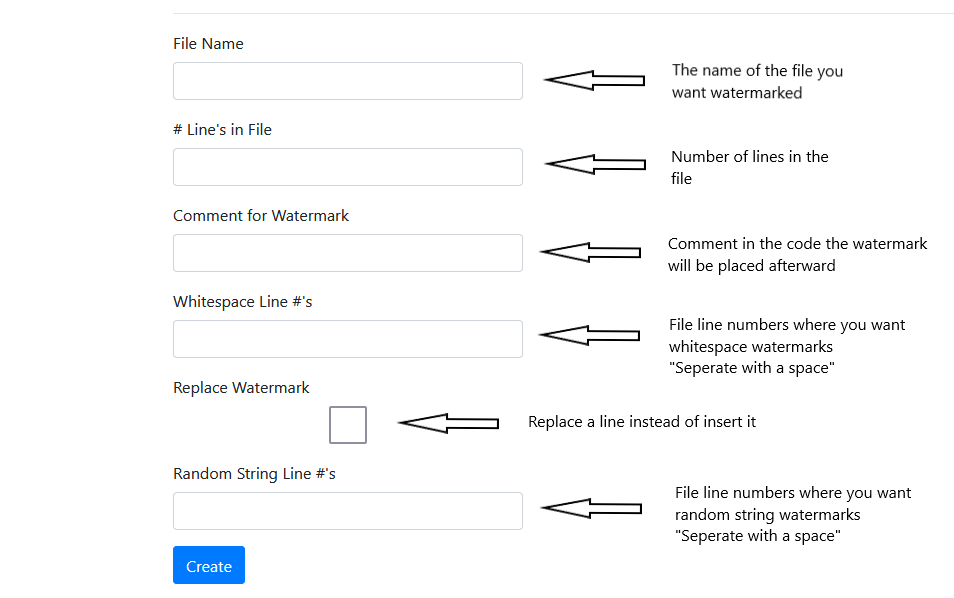 File Name
The name of the file you
want watermarked
# Line's in File
Number of lines in the
file
Comment for Watermark
Comment in the code the watermark
will be placed afterward
Whitespace Line #'s
File line numbers where you want
whitespace watermarks
"Seperate with a space"
Replace Watermark
Replace a line instead of insert it
Random String Line #'s
File line numbers where you want
random string watermarks
"Seperate with a space"
Create